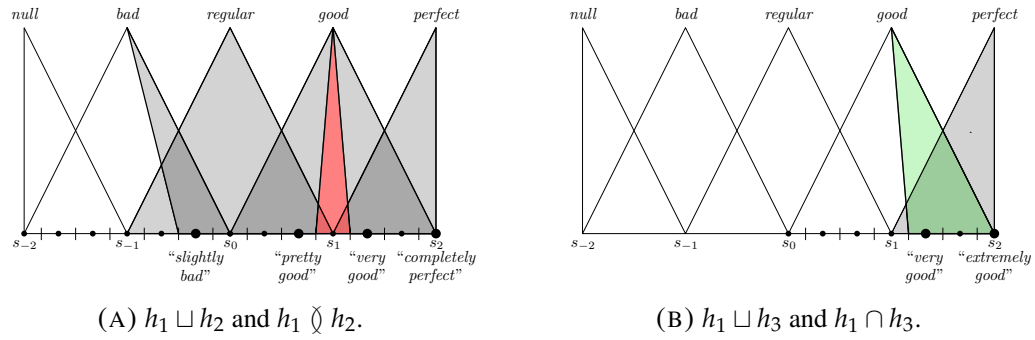 null bad regular good perfect
s₋₂ s₋₁ s₀ s₁ s₂
“slightly “pretty “very “completely
bad” good” good” perfect”
(A) h₁ ⊔ h₂ and h₁ ≬ h₂.
null bad regular good perfect
s₋₂ s₋₁ s₀ s₁ s₂
“very “extremely
good” good”
(B) h₁ ⊔ h₃ and h₁ ∩ h₃.